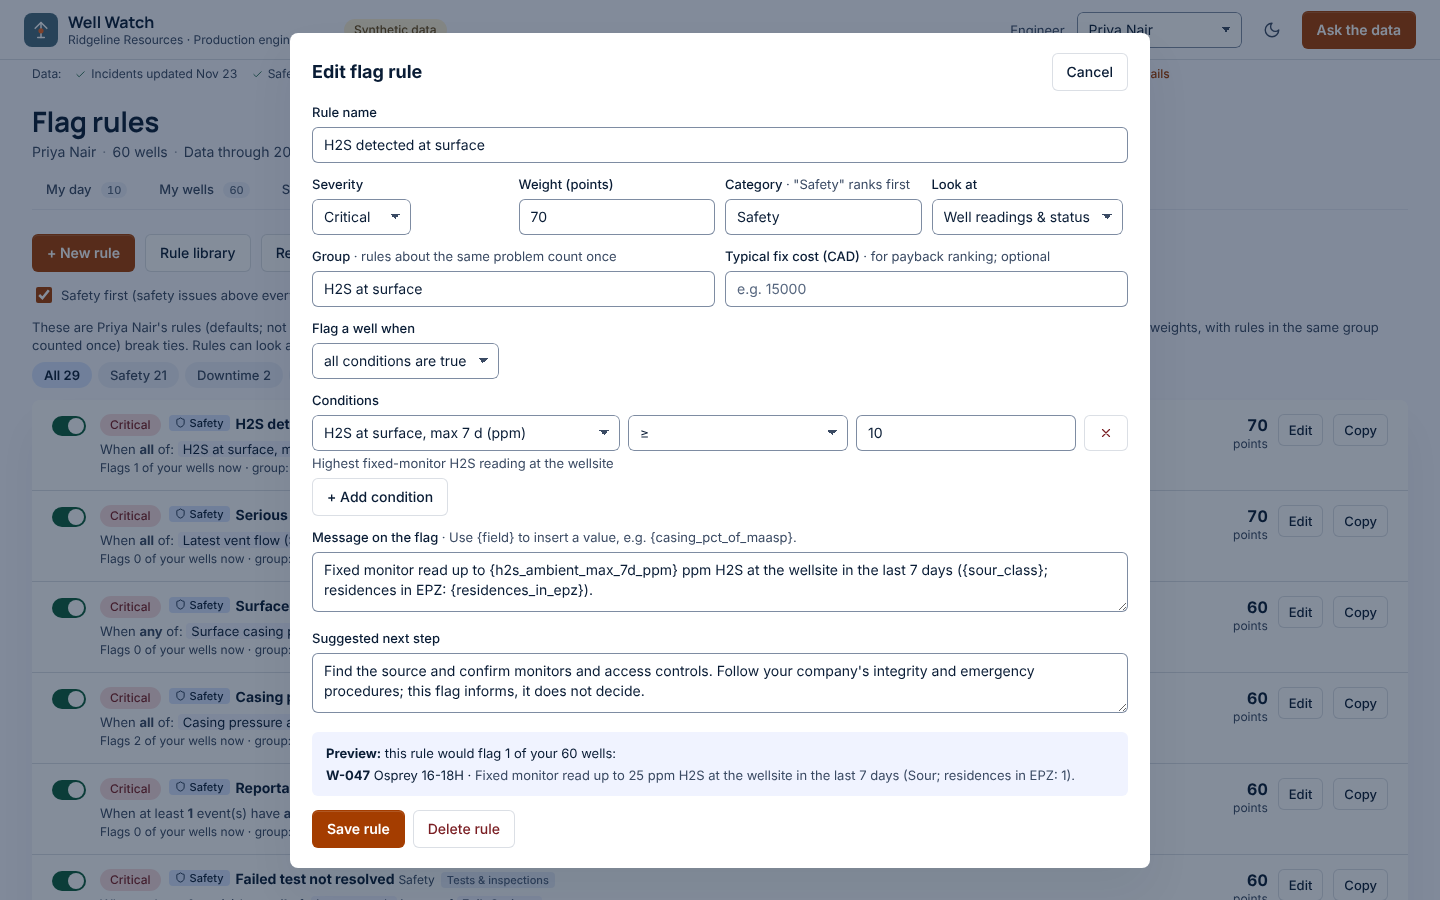 Well Watch
Ridgeline Resources · Production engin
Synthetic data
Engineer
Priya Nair
Ask the data
Data: ✓ Incidents updated Nov 23 ✓ Safe
ails
Flag rules
Priya Nair · 60 wells · Data through 20
My day 10 My wells 60 S
+ New rule Rule library Re
Safety first (safety issues above ever
These are Priya Nair's rules (defaults; not
weights, with rules in the same group
counted once) break ties. Rules can look a
All 29 Safety 21 Downtime 2
Critical Safety H2S det
When all of: H2S at surface, m
Flags 1 of your wells now · group:
70 points Edit Copy
Critical Safety Serious
When all of: Latest vent flow (
Flags 0 of your wells now · group:
70 points Edit Copy
Critical Safety Surface
When any of: Surface casing p
Flags 0 of your wells now · group:
60 points Edit Copy
Critical Safety Casing p
When all of: Casing pressure a
Flags 2 of your wells now · group:
60 points Edit Copy
Critical Safety Reporta
When at least 1 event(s) have a
Flags 0 of your wells now · group:
60 points Edit Copy
Critical Safety Failed test not resolved Safety Tests & inspections
60 points Edit Copy
Edit flag rule
Cancel
Rule name
H2S detected at surface
Severity Weight (points) Category · "Safety" ranks first Look at
Critical 70 Safety Well readings & status
Group · rules about the same problem count once Typical fix cost (CAD) · for payback ranking; optional
H2S at surface e.g. 15000
Flag a well when
all conditions are true
Conditions
H2S at surface, max 7 d (ppm) ≥ 10 ×
Highest fixed-monitor H2S reading at the wellsite
+ Add condition
Message on the flag · Use {field} to insert a value, e.g. {casing_pct_of_maasp}.
Fixed monitor read up to {h2s_ambient_max_7d_ppm} ppm H2S at the wellsite in the last 7 days ({sour_class};
residences in EPZ: {residences_in_epz}).
Suggested next step
Find the source and confirm monitors and access controls. Follow your company's integrity and emergency
procedures; this flag informs, it does not decide.
Preview: this rule would flag 1 of your 60 wells:
W-047 Osprey 16-18H · Fixed monitor read up to 25 ppm H2S at the wellsite in the last 7 days (Sour; residences in EPZ: 1).
Save rule Delete rule